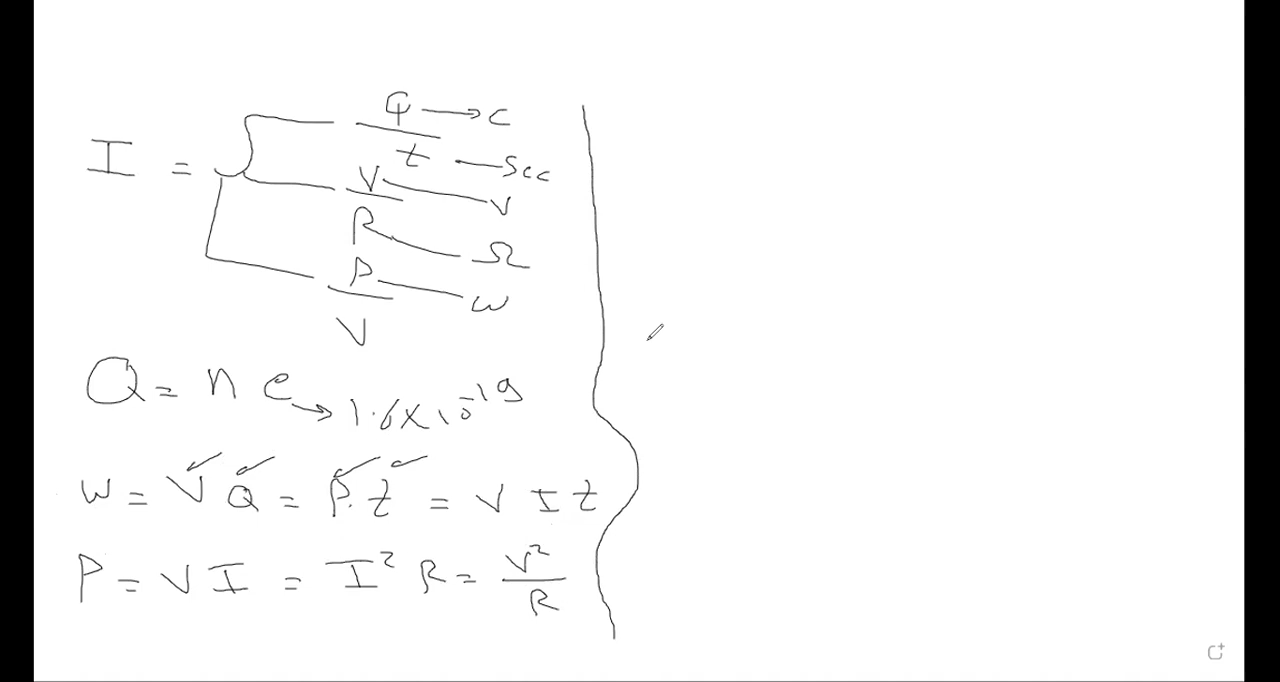 I = Q/t → C
— Sec
V/R — V
— Ω
P/V — W
Q = n e → 1.6×10⁻¹⁹
W = V Q = P.t = V I t
P = V I = I² R = V²/R